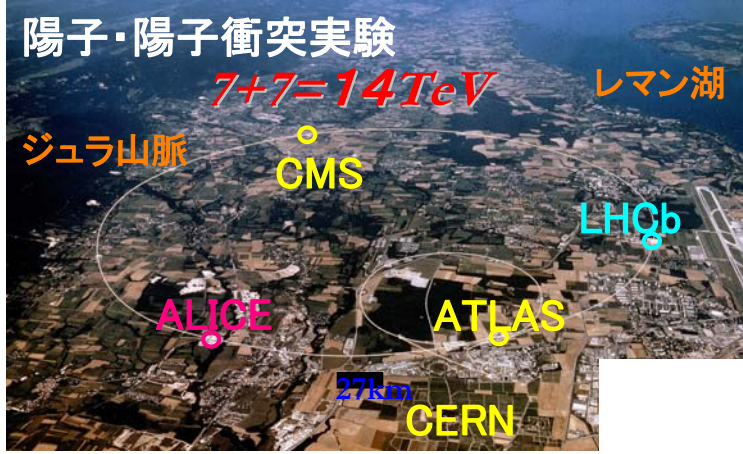 陽子・陽子衝突実験
7+7=14TeV
レマン湖
ジュラ山脈
CMS
LHCb
ALICE
ATLAS
27km
CERN